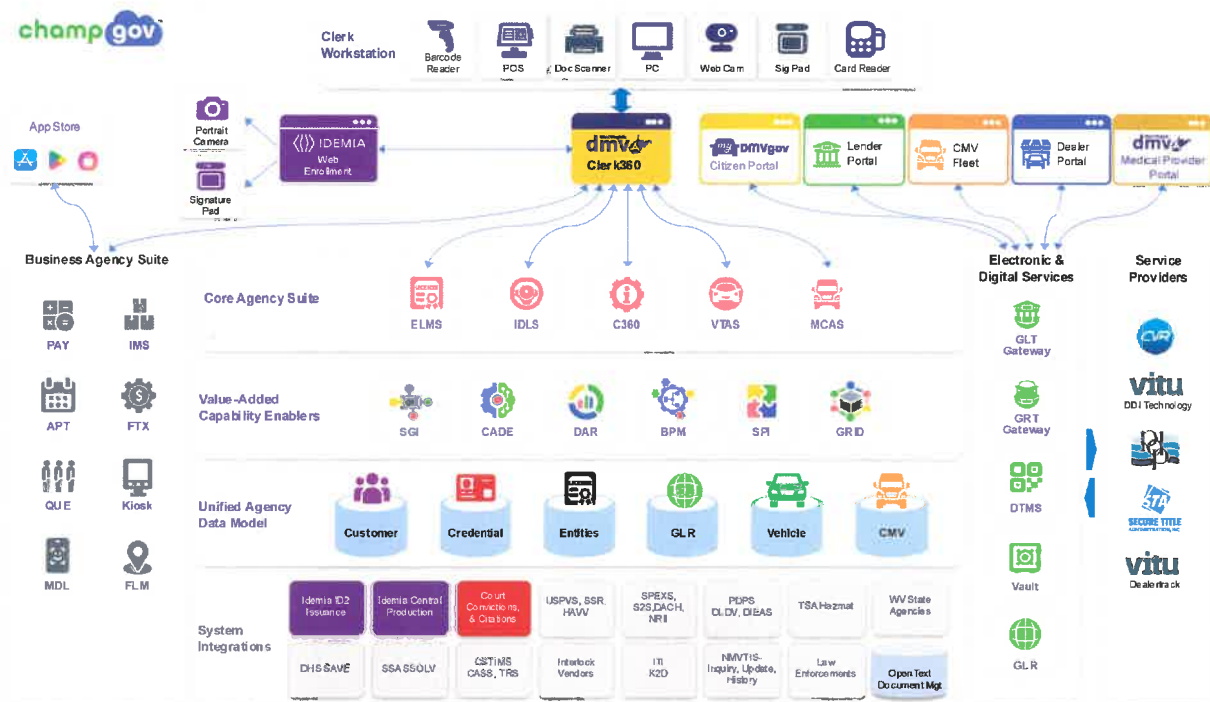 champ gov
Clerk
Workstation
Barcode
Reader
POS
Doc Scanner
PC
Web Cam
Sig Pad
Card Reader
App Store
Portrait
Camera
Signature
Pad
IDEMIA
Web
Enrollment
dmv
Clerk360
my DMVgov
Citizen Portal
Lender
Portal
CMV
Fleet
Dealer
Portal
dmv
Medical Provider
Portal
Business Agency Suite
PAY
IMS
APT
FTX
QUE
Kiosk
MDL
FLM
Core Agency Suite
ELMS
IDLS
C360
VTAS
MCAS
Value-Added
Capability Enablers
SGI
CADE
DAR
BPM
SPI
GRID
Unified Agency
Data Model
Customer
Credential
Entities
GLR
Vehicle
CMV
System
Integrations
Idemia ID2
Issuance
Idemia Central
Production
Court
Convictions,
& Citations
USPVS, SSR,
HAVV
SPEXS,
S2S, DACH,
NRII
PDPS
DLDV, DIEAS
TSA Hazmat
WV State
Agencies
DHS SAVE
SSA SSOLV
CSTIMS
CASS, TRS
Interlock
Vendors
ITI
K2D
NMVTIS-
Inquiry, Update,
History
Law
Enforcements
Open Text
Document Mgt
Electronic &
Digital Services
GLT
Gateway
GRT
Gateway
DTMS
Vault
GLR
Service
Providers
CVR
vitu
DDI Technology
STA
SECURE TITLE
vitu
Dealertrack